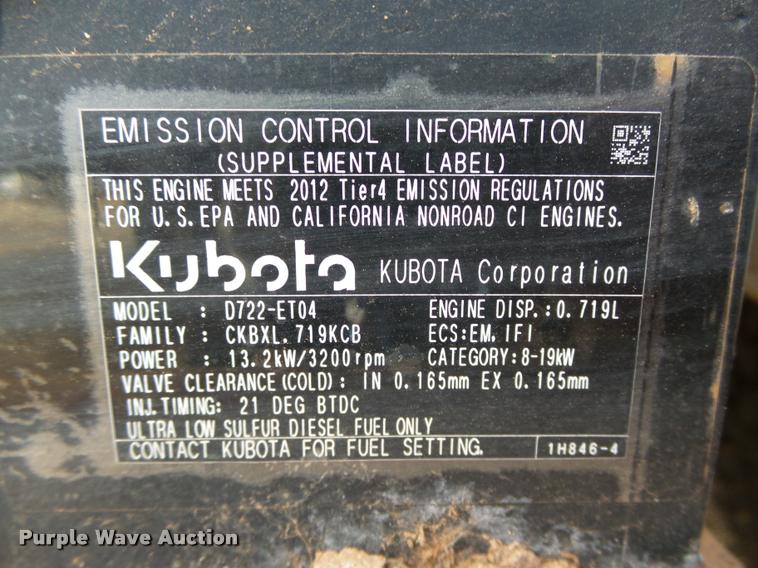 EMISSION CONTROL INFORMATION
(SUPPLEMENTAL LABEL)
THIS ENGINE MEETS 2012 Tier4 EMISSION REGULATIONS
FOR U.S.EPA AND CALIFORNIA NONROAD CI ENGINES.
Kubota KUBOTA Corporation
MODEL : D722-ET04 ENGINE DISP.:0.719L
FAMILY : CKBXL.719KCB ECS:EM,IFI
POWER : 13.2kW/3200rpm CATEGORY:8-19kW
VALVE CLEARANCE(COLD): IN 0.165mm EX 0.165mm
INJ.TIMING: 21 DEG BTDC
ULTRA LOW SULFUR DIESEL FUEL ONLY
CONTACT KUBOTA FOR FUEL SETTING. 1H846-4
Purple Wave Auction